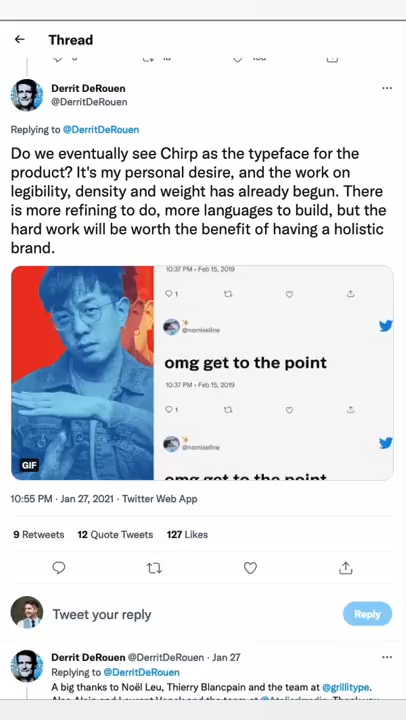 Thread
Derrit DeRouen
@DerritDeRouen
Replying to @DerritDeRouen
Do we eventually see Chirp as the typeface for the
product? It's my personal desire, and the work on
legibility, density and weight has already begun. There
is more refining to do, more languages to build, but the
hard work will be worth the benefit of having a holistic
brand.
10:37 PM • Feb 15, 2019
1
@nomiseline
omg get to the point
10:37 PM • Feb 15, 2019
1
@nomiseline
omg get to the point
GIF
10:55 PM · Jan 27, 2021 · Twitter Web App
9 Retweets 12 Quote Tweets 127 Likes
Tweet your reply
Reply
Derrit DeRouen @DerritDeRouen · Jan 27
Replying to @DerritDeRouen
A big thanks to Noël Leu, Thierry Blancpain and the team at @grillitype.